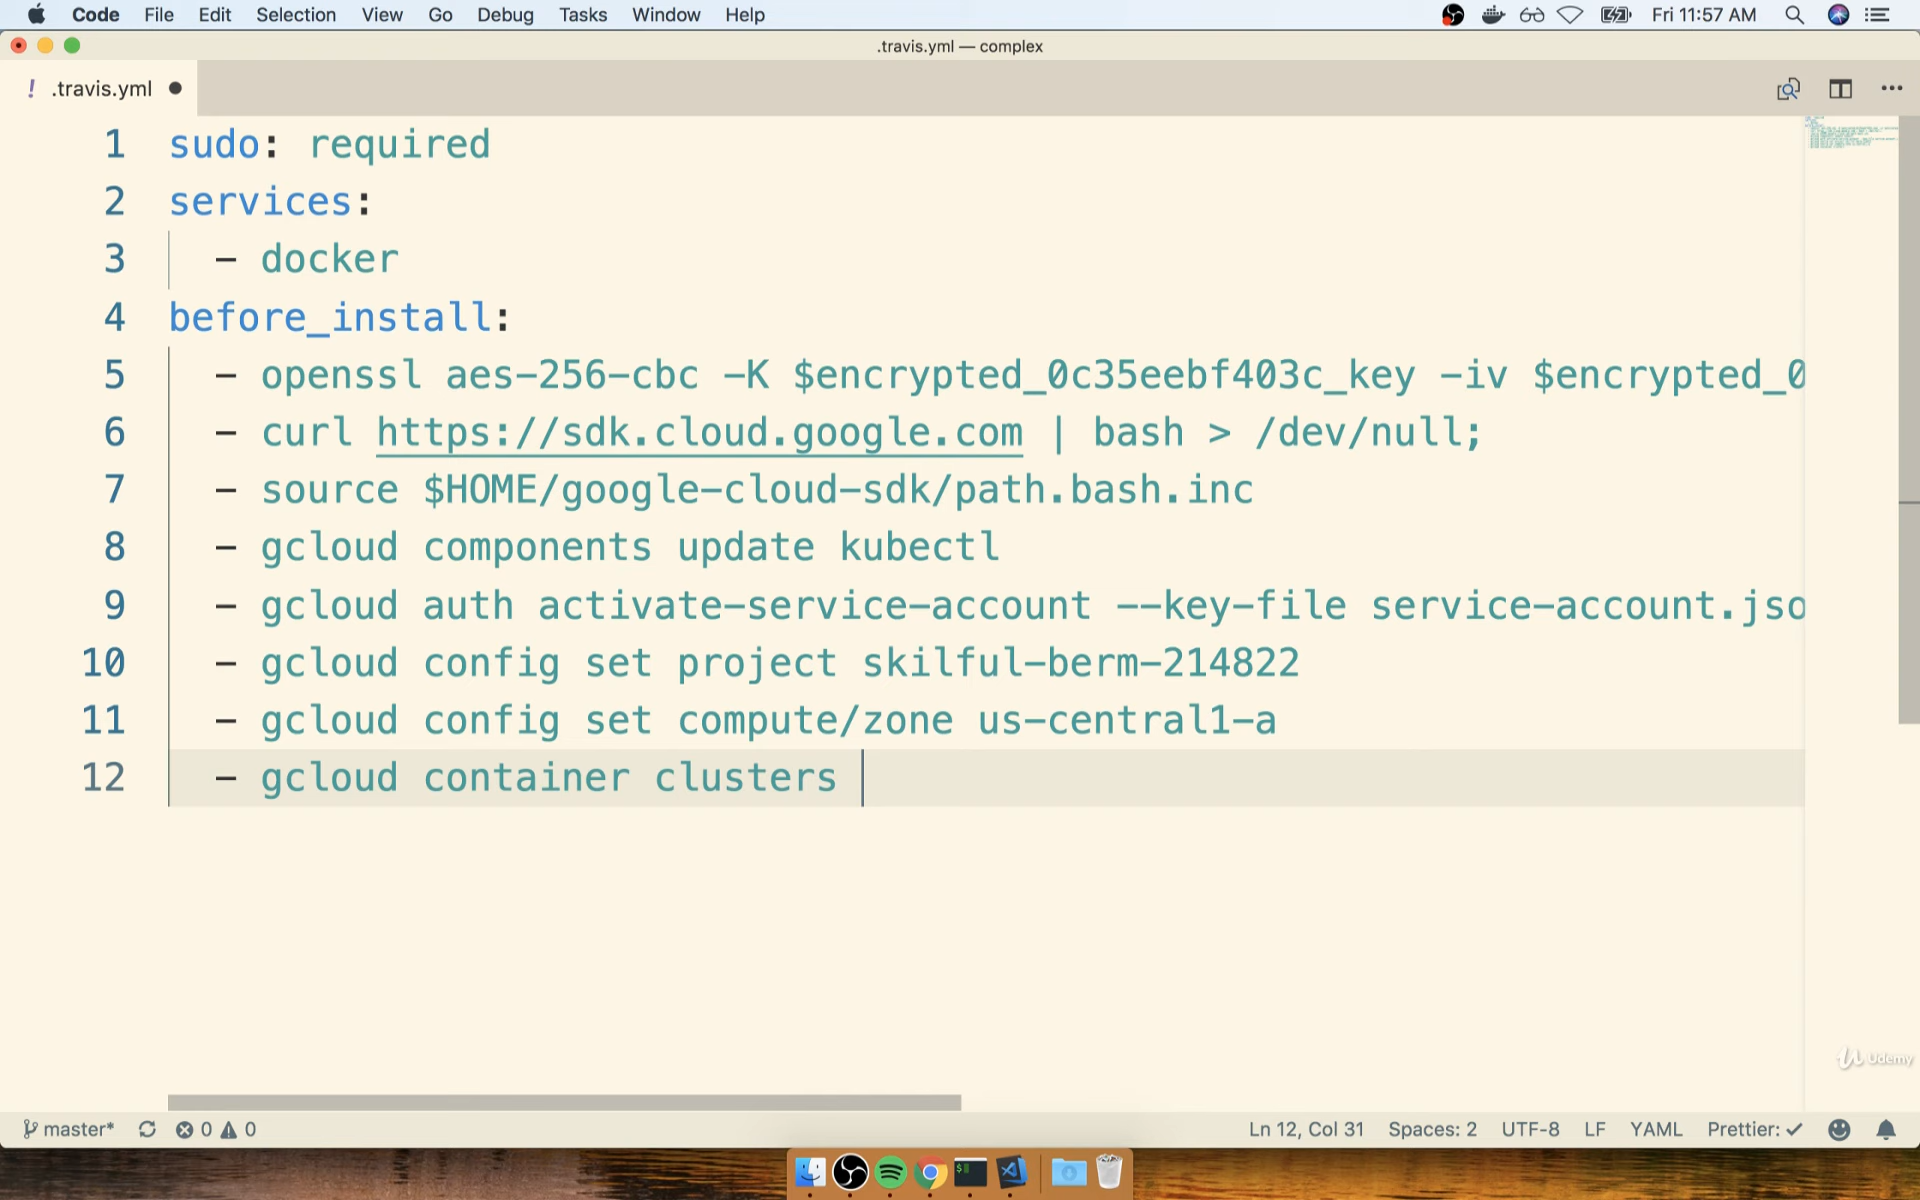 Code File Edit Selection View Go Debug Tasks Window Help Fri 11:57 AM
.travis.yml — complex
! .travis.yml
1 sudo: required
2 services:
3 - docker
4 before_install:
5 - openssl aes-256-cbc -K $encrypted_0c35eebf403c_key -iv $encrypted_0
6 - curl https://sdk.cloud.google.com | bash > /dev/null;
7 - source $HOME/google-cloud-sdk/path.bash.inc
8 - gcloud components update kubectl
9 - gcloud auth activate-service-account --key-file service-account.jso
10 - gcloud config set project skilful-berm-214822
11 - gcloud config set compute/zone us-central1-a
12 - gcloud container clusters
Udemy
master* 0 0 Ln 12, Col 31 Spaces: 2 UTF-8 LF YAML Prettier: ✓